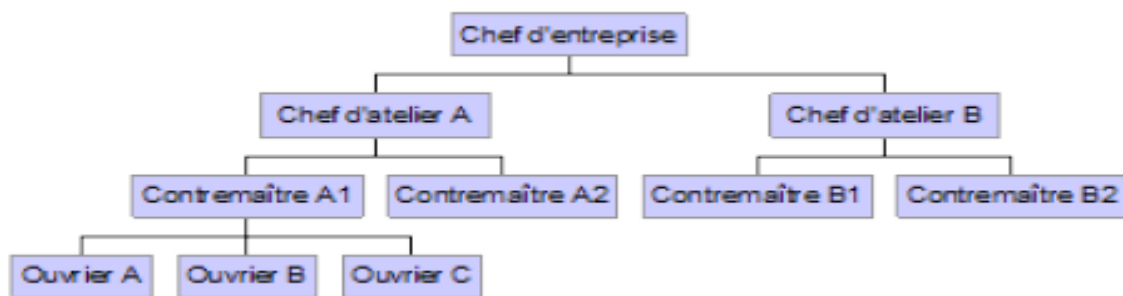 Chef d'entreprise
Chef d'atelier A
Chef d'atelier B
Contremaître A1
Contremaître A2
Contremaître B1
Contremaître B2
Ouvrier A
Ouvrier B
Ouvrier C